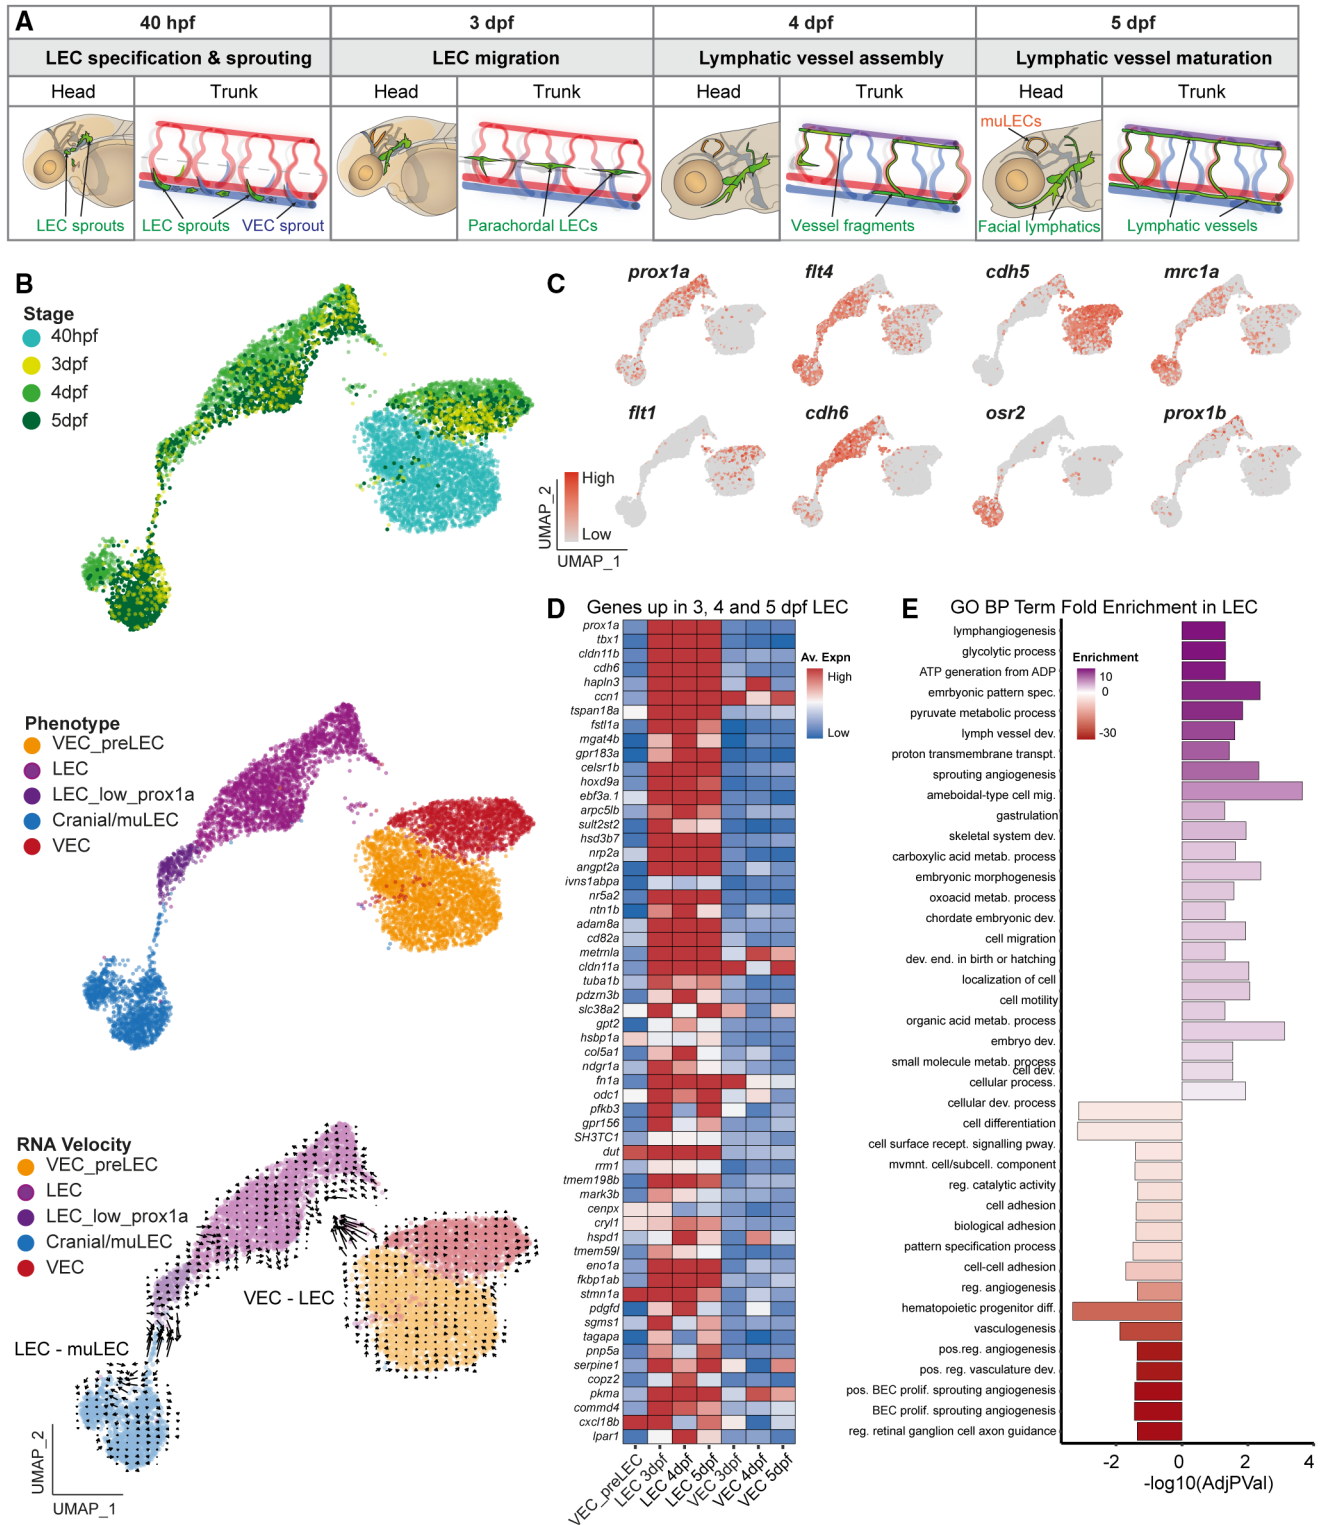 A
40 hpf
3 dpf
4 dpf
5 dpf
LEC specification & sprouting
LEC migration
Lymphatic vessel assembly
Lymphatic vessel maturation
Head
Trunk
Head
Trunk
Head
Trunk
Head
Trunk
LEC sprouts
LEC sprouts
VEC sprout
Parachordal LECs
Vessel fragments
muLECs
Facial lymphatics
Lymphatic vessels
B
Stage
40hpf
3dpf
4dpf
5dpf
Phenotype
VEC_preLEC
LEC
LEC_low_prox1a
Cranial/muLEC
VEC
RNA Velocity
VEC_preLEC
LEC
LEC_low_prox1a
Cranial/muLEC
VEC
VEC - LEC
LEC - muLEC
UMAP_2
UMAP_1
C
prox1a
flt4
cdh5
mrc1a
flt1
cdh6
osr2
prox1b
High
Low
UMAP_2
UMAP_1
D
Genes up in 3, 4 and 5 dpf LEC
prox1a
tbx1
cldn11b
cdh6
hapln3
ccn1
tspan18a
fstl1a
mgat4b
gpr183a
celsr1b
hoxd9a
ebf3a.1
arpc5lb
sult2st2
hsd3b7
nrp2a
angpt2a
ivns1abpa
nr5a2
ntn1b
adam8a
cd82a
metrnla
cldn11a
tuba1b
pdzrn3b
slc38a2
gpt2
hsbp1a
col5a1
ndgr1a
fn1a
odc1
pfkb3
gpr156
SH3TC1
dut
rrm1
tmem198b
mark3b
cenpx
cryl1
hspd1
tmem59l
eno1a
fkbp1ab
stmn1a
pdgfd
sgms1
tagapa
pnp5a
serpine1
copz2
pkma
commd4
cxcl18b
lpar1
VEC_preLEC
LEC 3dpf
LEC 4dpf
LEC 5dpf
VEC 3dpf
VEC 4dpf
VEC 5dpf
Av. Expn
High
Low
E
GO BP Term Fold Enrichment in LEC
lymphangiogenesis
glycolytic process
ATP generation from ADP
embryonic pattern spec.
pyruvate metabolic process
lymph vessel dev.
proton transmembrane transpt.
sprouting angiogenesis
ameboidal-type cell mig.
gastrulation
skeletal system dev.
carboxylic acid metab. process
embryonic morphogenesis
oxoacid metab. process
chordate embryonic dev.
cell migration
dev. end. in birth or hatching
localization of cell
cell motility
organic acid metab. process
embryo dev.
small molecule metab. process
cell dev.
cellular process.
cellular dev. process
cell differentiation
cell surface recept. signalling pway.
mvmnt. cell/subcell. component
reg. catalytic activity
cell adhesion
biological adhesion
pattern specification process
cell-cell adhesion
reg. angiogenesis
hematopoietic progenitor diff.
vasculogenesis
pos.reg. angiogenesis
pos. reg. vasculature dev.
pos. BEC prolif. sprouting angiogenesis
BEC prolif. sprouting angiogenesis
reg. retinal ganglion cell axon guidance
Enrichment
10
0
-30
-2
0
2
4
-log10(AdjPVal)